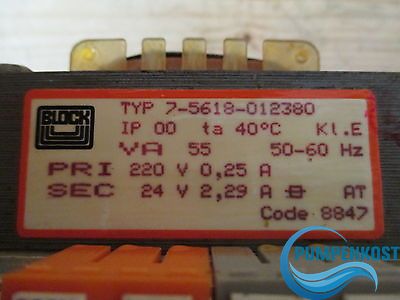 BLOCK
TYP 7-5618-012380
IP 00 ta 40°C Kl.E
VA 55 50-60 Hz
PRI 220 V 0,25 A
SEC 24 V 2,29 A AT
Code 8847
PUMPENKOST